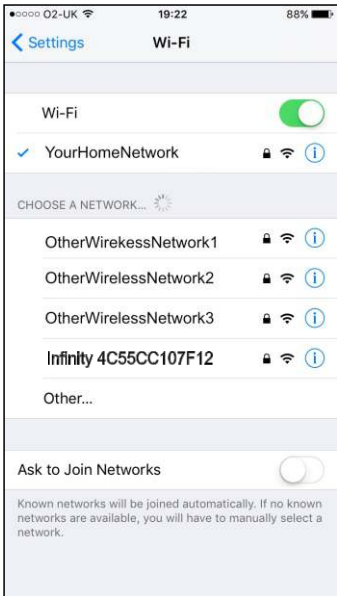 O2-UK 19:22 88%
Settings Wi-Fi
Wi-Fi
YourHomeNetwork
CHOOSE A NETWORK...
OtherWirekessNetwork1
OtherWirelessNetwork2
OtherWirelessNetwork3
Infinity 4C55CC107F12
Other...
Ask to Join Networks
Known networks will be joined automatically. If no known
networks are available, you will have to manually select a
network.